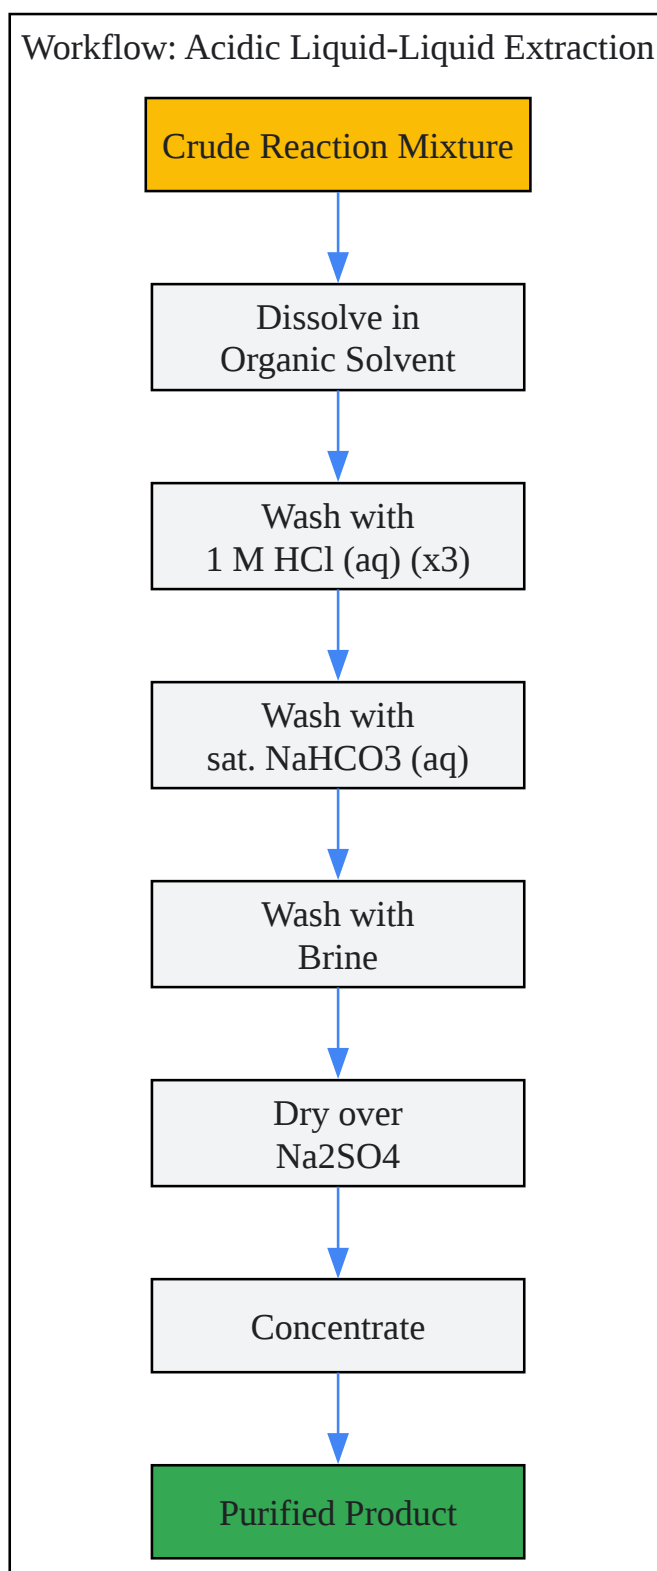 Workflow: Acidic Liquid-Liquid Extraction
Crude Reaction Mixture
Dissolve in
Organic Solvent
Wash with
1 M HCl (aq) (x3)
Wash with
sat. NaHCO3 (aq)
Wash with
Brine
Dry over
Na2SO4
Concentrate
Purified Product